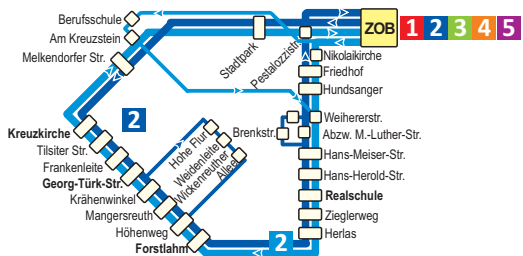 Berufsschule
Am Kreuzstein
Melkendorfer Str.
Stadtpark
Pestalozzistr.
ZOB
1 2 3 4 5
Nikolaikirche
Friedhof
Hundsanger
Weihererstr.
Brenkstr.
Abzw. M.-Luther-Str.
Hans-Meiser-Str.
Hans-Herold-Str.
Realschule
Zieglerweg
Herlas
2
Kreuzkirche
Tilsiter Str.
Frankenleite
Georg-Türk-Str.
Krähenwinkel
Mangersreuth
Höhenweg
Forstlahm
Hohe Flur
Weidenleite
Wickenreuther
Allee
2